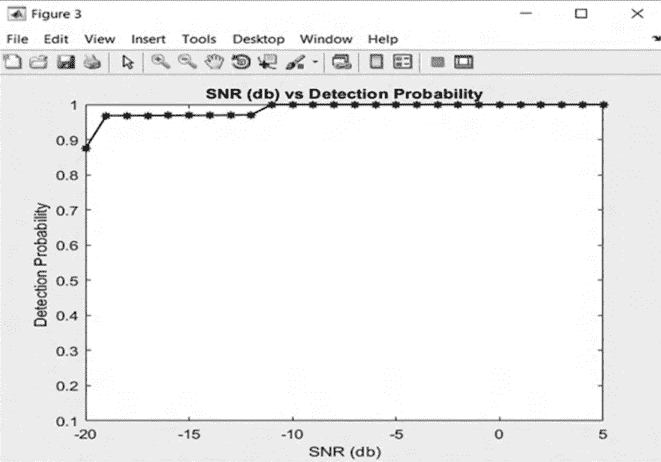 Figure 3
File Edit View Insert Tools Desktop Window Help
SNR (db) vs Detection Probability
1
0.9
0.8
0.7
0.6
0.5
0.4
0.3
0.2
0.1
Detection Probability
-20 -15 -10 -5 0 5
SNR (db)